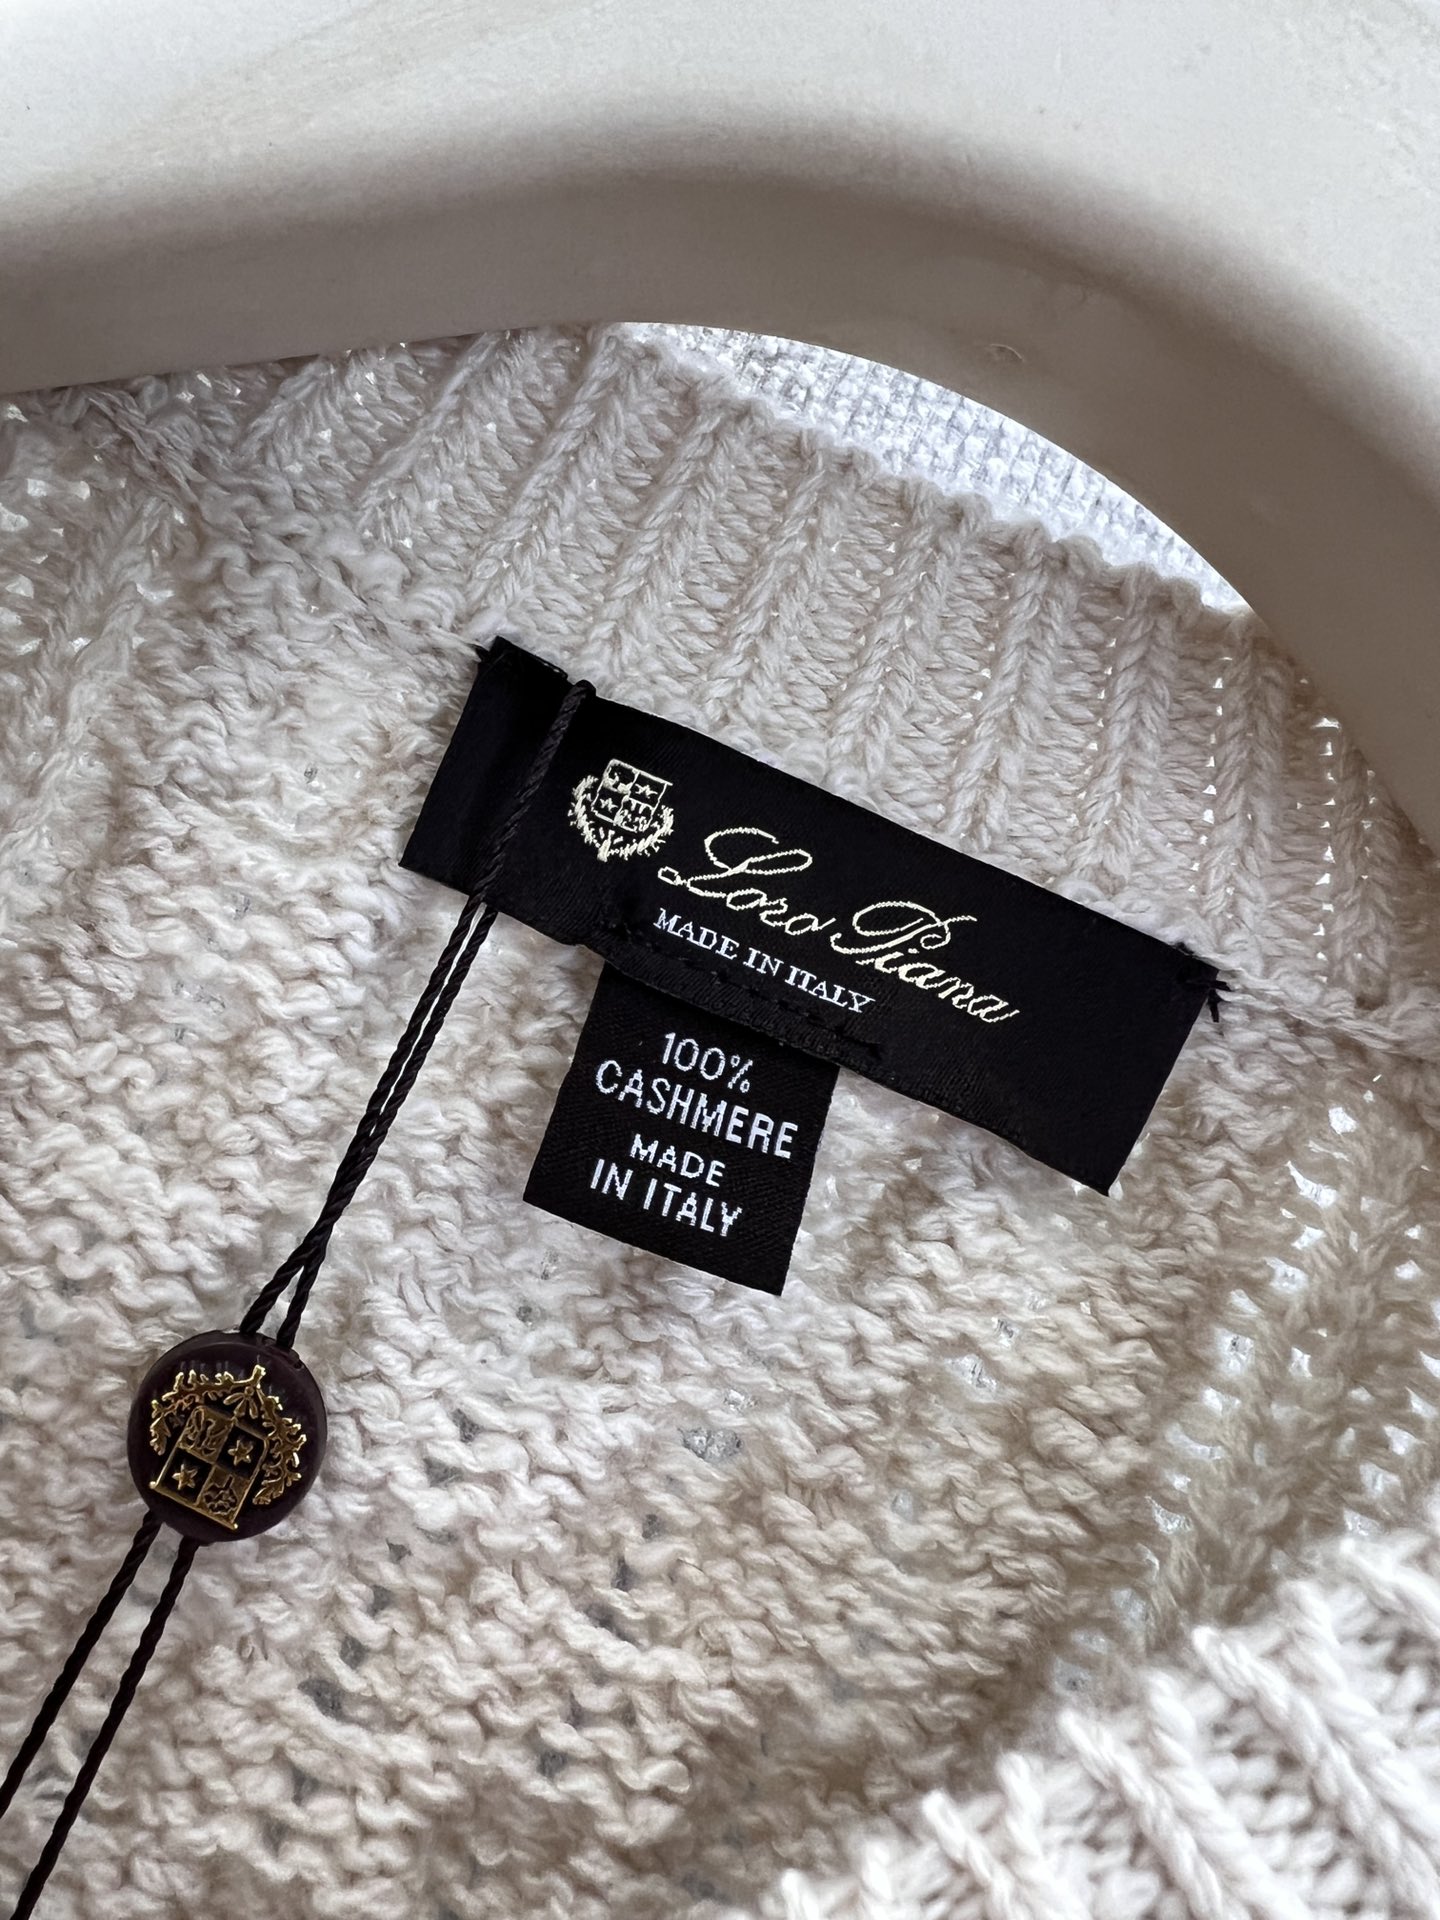 Loro Piana
MADE IN ITALY
100%
CASHMERE
MADE
IN ITALY